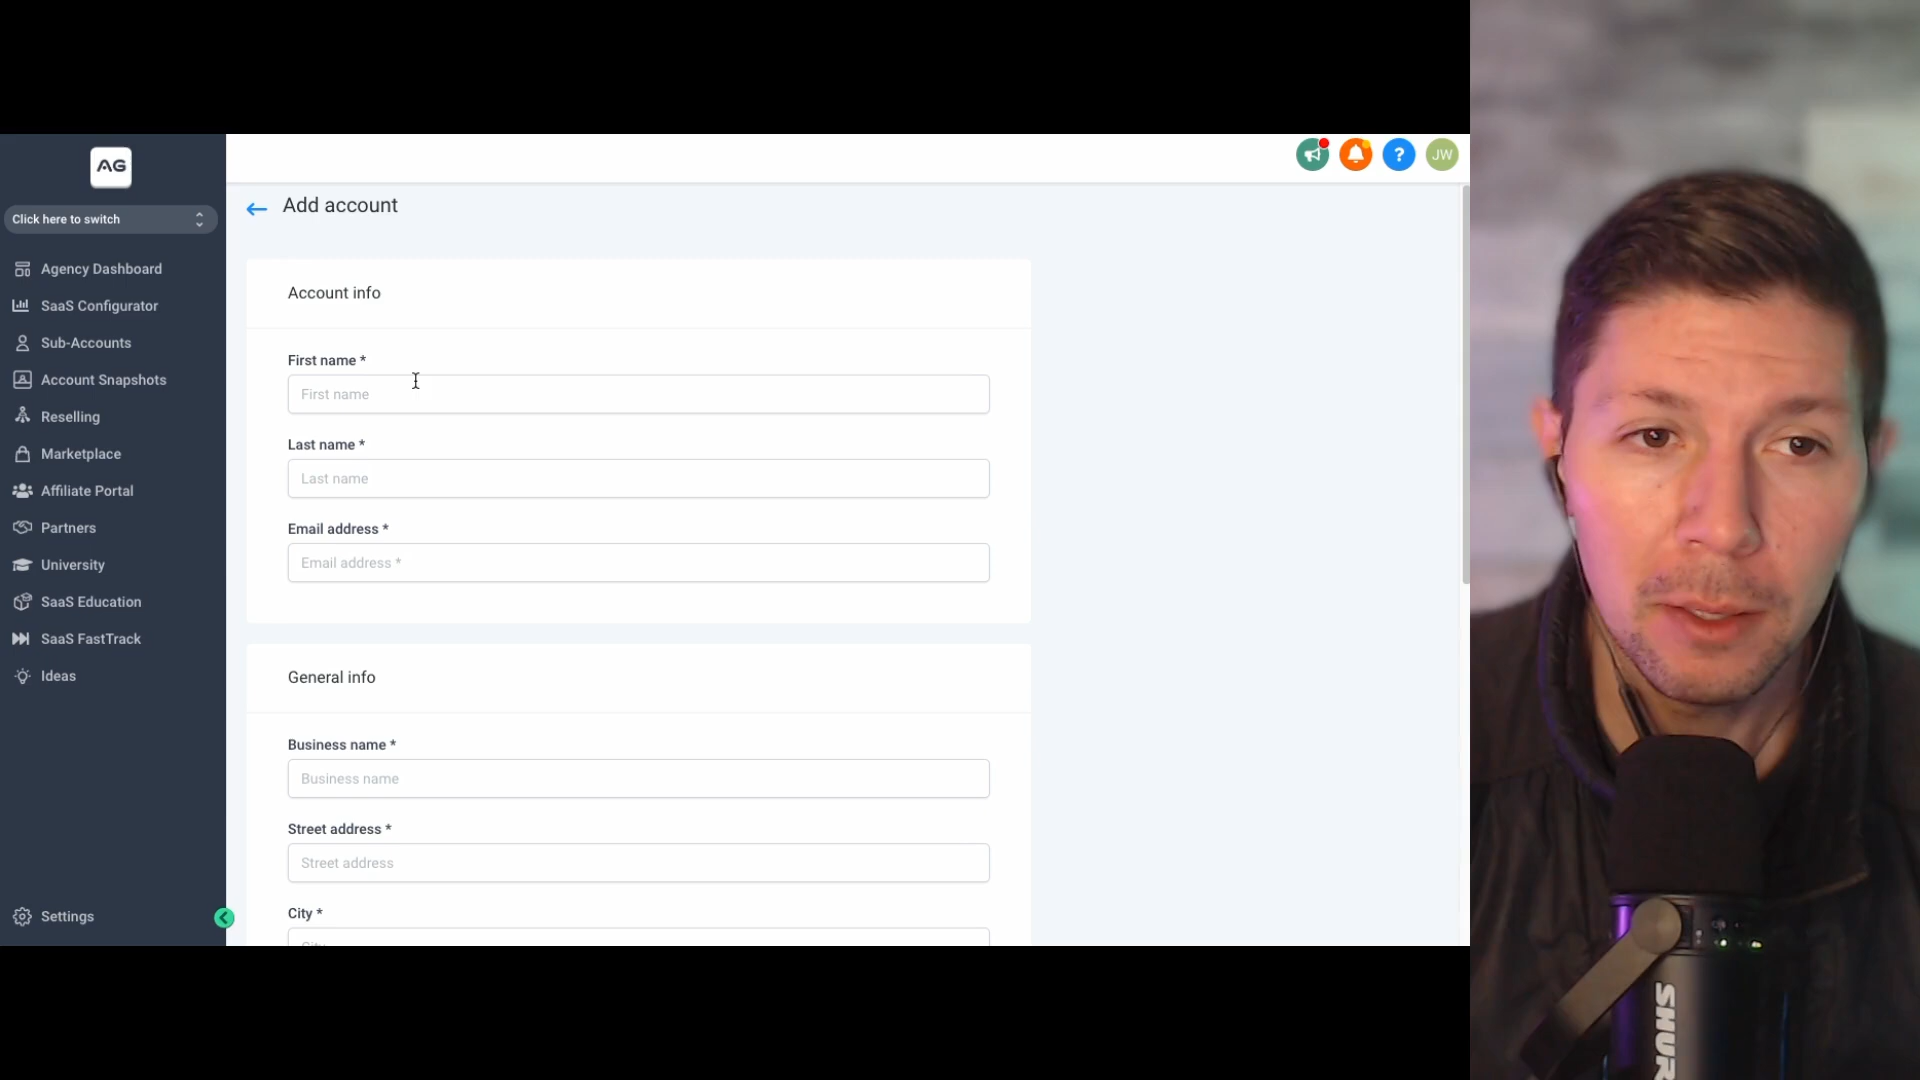 AG
Click here to switch
Agency Dashboard
SaaS Configurator
Sub-Accounts
Account Snapshots
Reselling
Marketplace
Affiliate Portal
Partners
University
SaaS Education
SaaS FastTrack
Ideas
Settings
? JW
Add account
Account info
First name *
First name
Last name *
Last name
Email address *
Email address *
General info
Business name *
Business name
Street address *
Street address
City *
City
SHUR